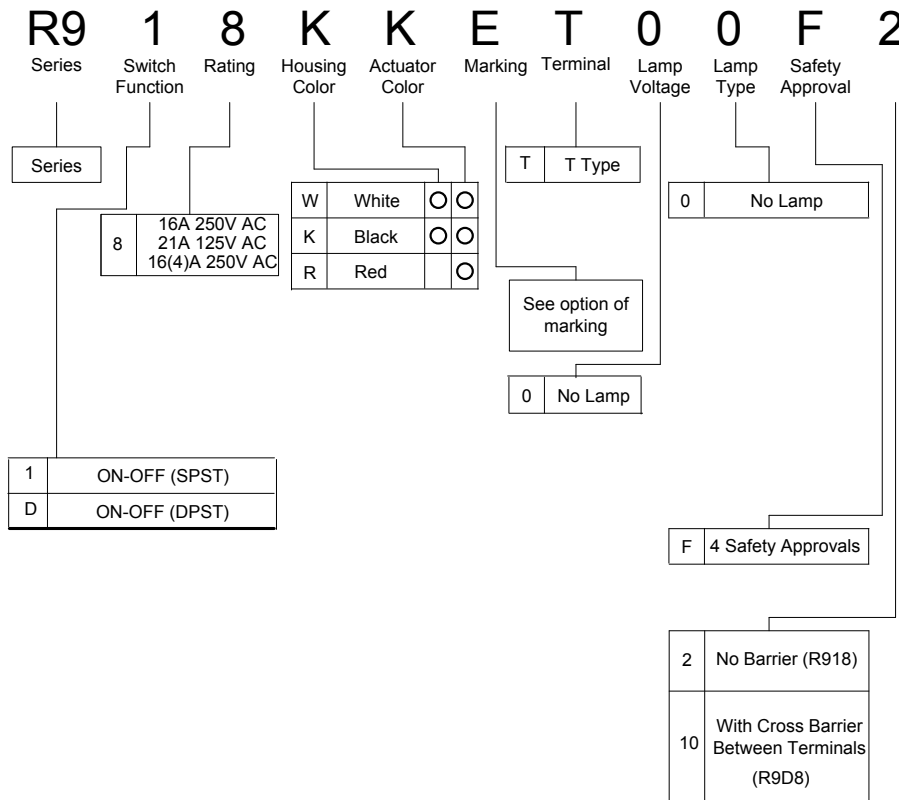 R9 1 8 K K E T 0 0 F 2
Series Switch Rating Housing Actuator Marking Terminal Lamp Lamp Safety
Function Color Color Voltage Type Approval
Series
T T Type
W White O O
K Black O O
R Red O
0 No Lamp
8 16A 250V AC
21A 125V AC
16(4)A 250V AC
See option of
marking
0 No Lamp
1 ON-OFF (SPST)
D ON-OFF (DPST)
F 4 Safety Approvals
2 No Barrier (R918)
10 With Cross Barrier
Between Terminals
(R9D8)